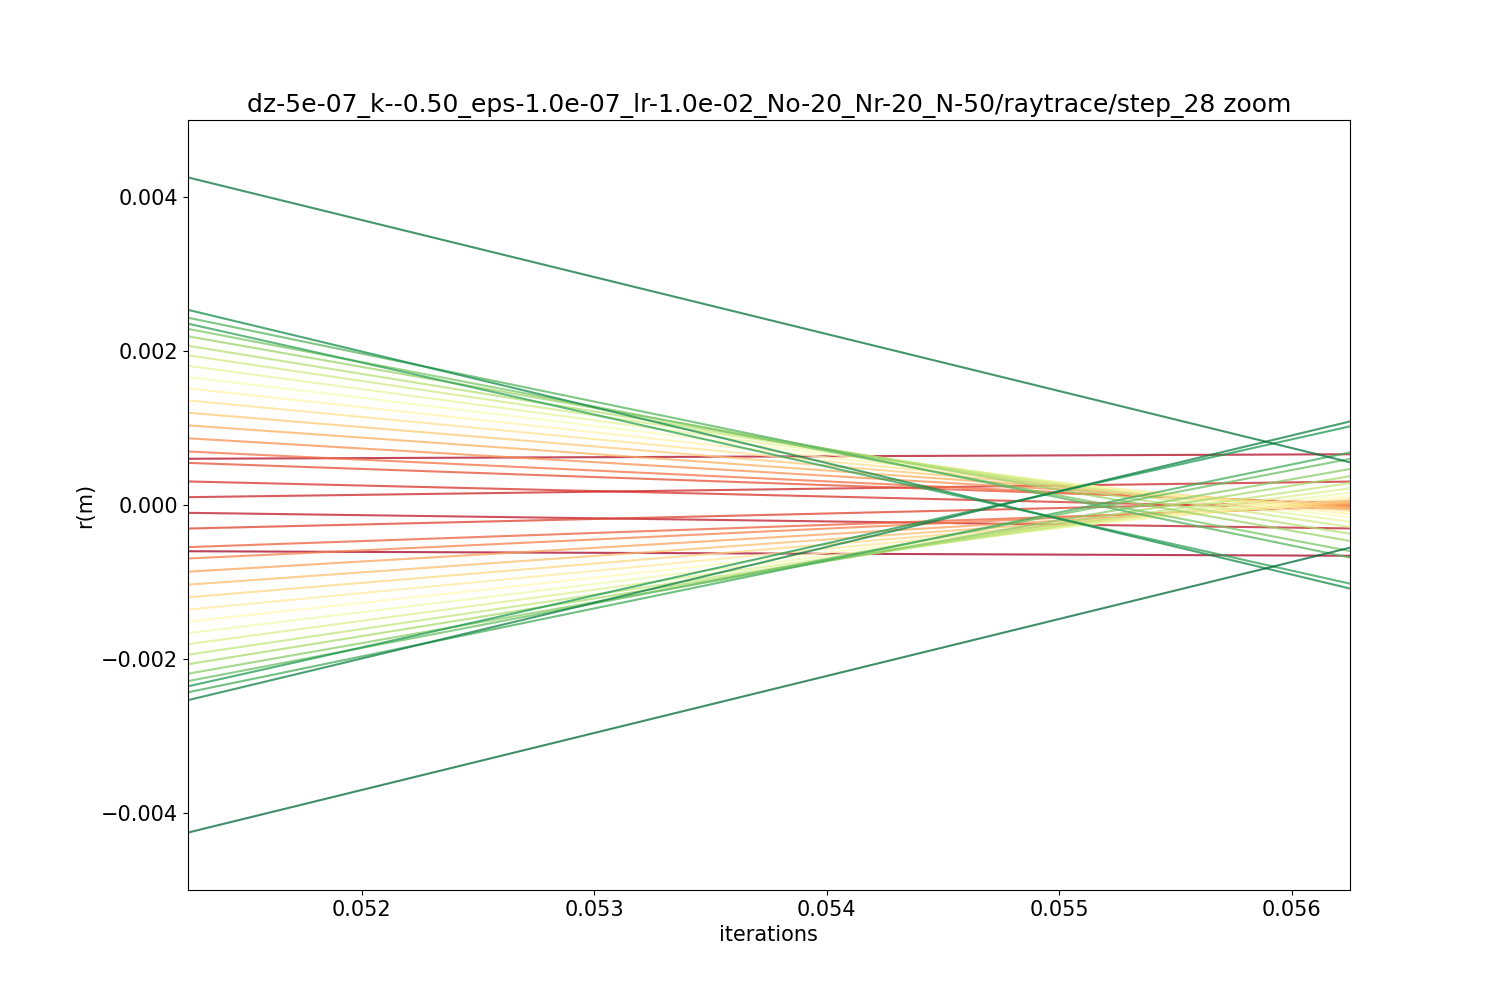 dz-5e-07_k--0.50_eps-1.0e-07_lr-1.0e-02_No-20_Nr-20_N-50/raytrace/step_28 zoom
0.004
0.002
0.000
−0.002
−0.004
r(m)
0.052 0.053 0.054 0.055 0.056
iterations